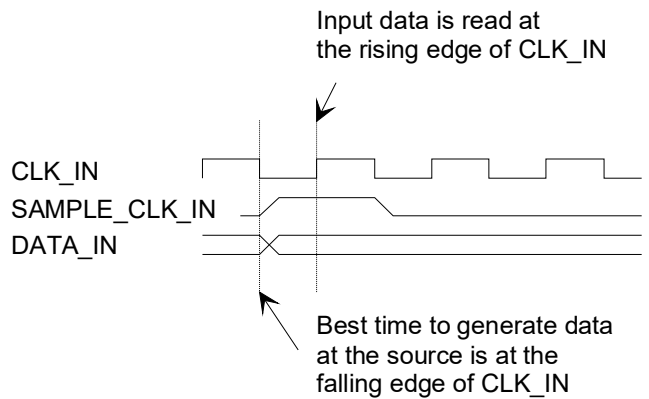 Input data is read at
the rising edge of CLK_IN
CLK_IN
SAMPLE_CLK_IN
DATA_IN
Best time to generate data
at the source is at the
falling edge of CLK_IN